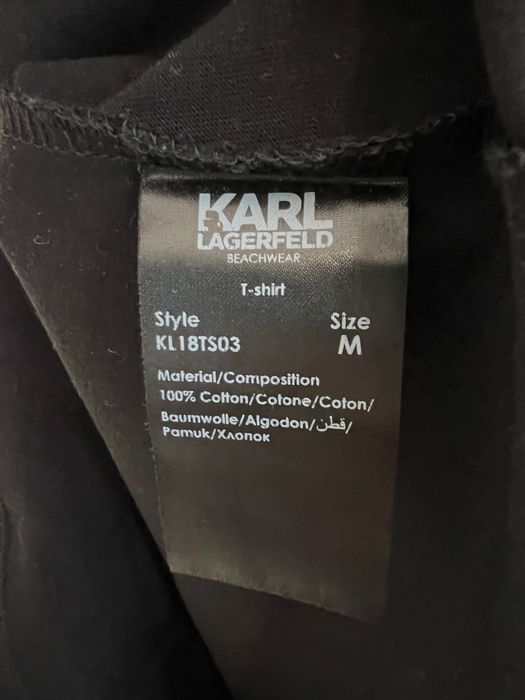 KARL
LAGERFELD
BEACHWEAR
T-shirt
Style Size
KL18TS03 M
Material/Composition
100% Cotton/Cotone/Coton/
Baumwolle/Algodon/قطن/
Pamuk/Хлопок